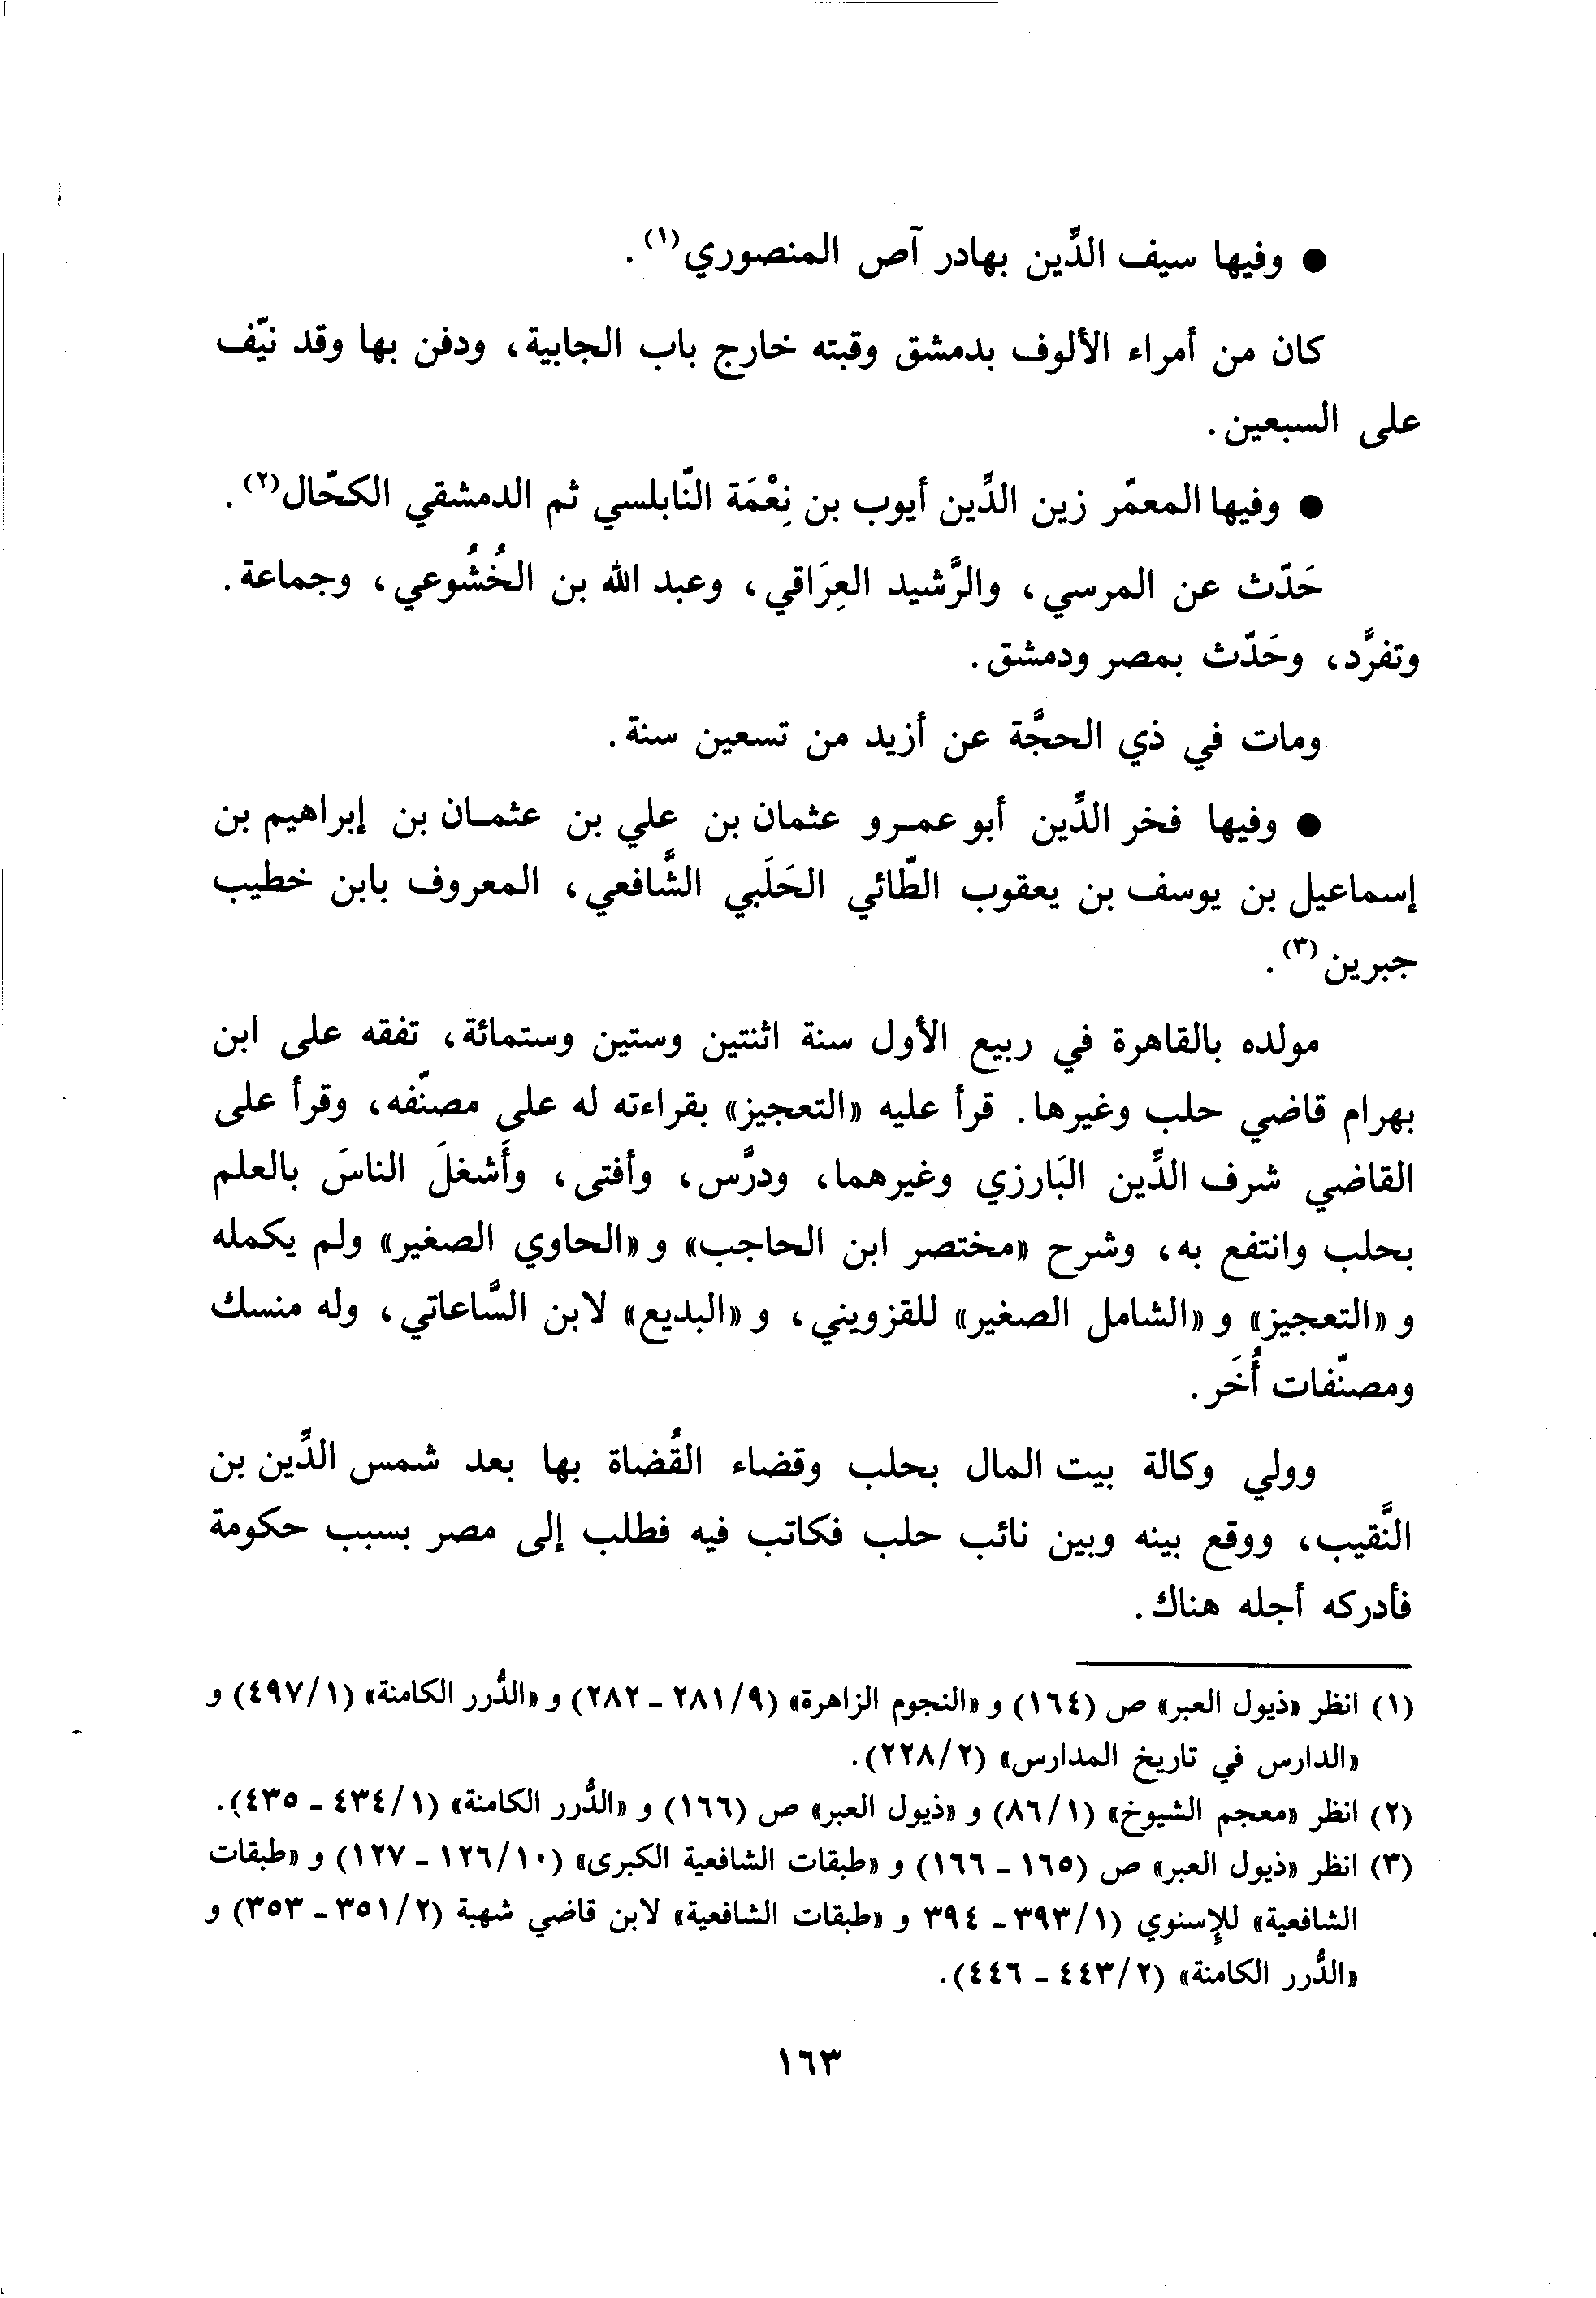 ● وفيها سيف الدِّين بهادر آص المنصوري(١).
كان من أمراء الألوف بدمشق وقبته خارج باب الجابية، ودفن بها وقد نيّف
على السبعين.
● وفيها المعمّر زين الدِّين أيوب بن نِعْمَة النّابلسي ثم الدمشقي الكحّال(٢).
حَدّث عن المرسي، والرَّشيد العِرَاقي، وعبد الله بن الخُشُوعي، وجماعة.
وتفرَّد، وحَدّث بمصر ودمشق.
ومات في ذي الحجَّة عن أزيد من تسعين سنة.
● وفيها فخر الدِّين أبو عمـرو عثمان بن علي بن عثمـان بن إبراهيم بن
إسماعيل بن يوسف بن يعقوب الطّائي الحَلَبي الشَّافعي، المعروف بابن خطيب
جبرين(٣).
مولده بالقاهرة في ربيع الأول سنة اثنتين وستين وستمائة، تفقه على ابن
بهرام قاضي حلب وغيرها. قرأ عليه «التعجيز» بقراءته له على مصنّفه، وقرأ على
القاضي شرف الدِّين البَارزي وغيرهما، ودرَّس، وأفتى، وأَشغلَ الناسَ بالعلم
بحلب وانتفع به، وشرح «مختصر ابن الحاجب» و «الحاوي الصغير» ولم يكمله
و «التعجيز» و «الشامل الصغير» للقزويني، و «البديع» لابن السَّاعاتي، وله منسك
ومصنّفات أُخَر.
وولي وكالة بيت المال بحلب وقضاء القُضاة بها بعد شمس الدِّين بن
النَّقيب، ووقع بينه وبين نائب حلب فكاتب فيه فطلب إلى مصر بسبب حكومة
فأدركه أجله هناك.
(١) انظر «ذيول العبر» ص (١٦٤) و «النجوم الزاهرة» (٩/ ٢٨١ - ٢٨٢) و «الدُّرر الكامنة» (١/ ٤٩٧) و
«الدارس في تاريخ المدارس» (٢/ ٢٢٨).
(٢) انظر «معجم الشيوخ» (١/ ٨٦) و «ذيول العبر» ص (١٦٦) و «الدُّرر الكامنة» (١/ ٤٣٤ - ٤٣٥).
(٣) انظر «ذيول العبر» ص (١٦٥ - ١٦٦) و «طبقات الشافعية الكبرى» (١٠/ ١٢٦ - ١٢٧) و «طبقات
الشافعية» للإسنوي (١/ ٣٩٣ - ٣٩٤ و «طبقات الشافعية» لابن قاضي شهبة (٢/ ٣٥١ - ٣٥٣) و
«الدُّرر الكامنة» (٢/ ٤٤٣ - ٤٤٦).
١٦٣